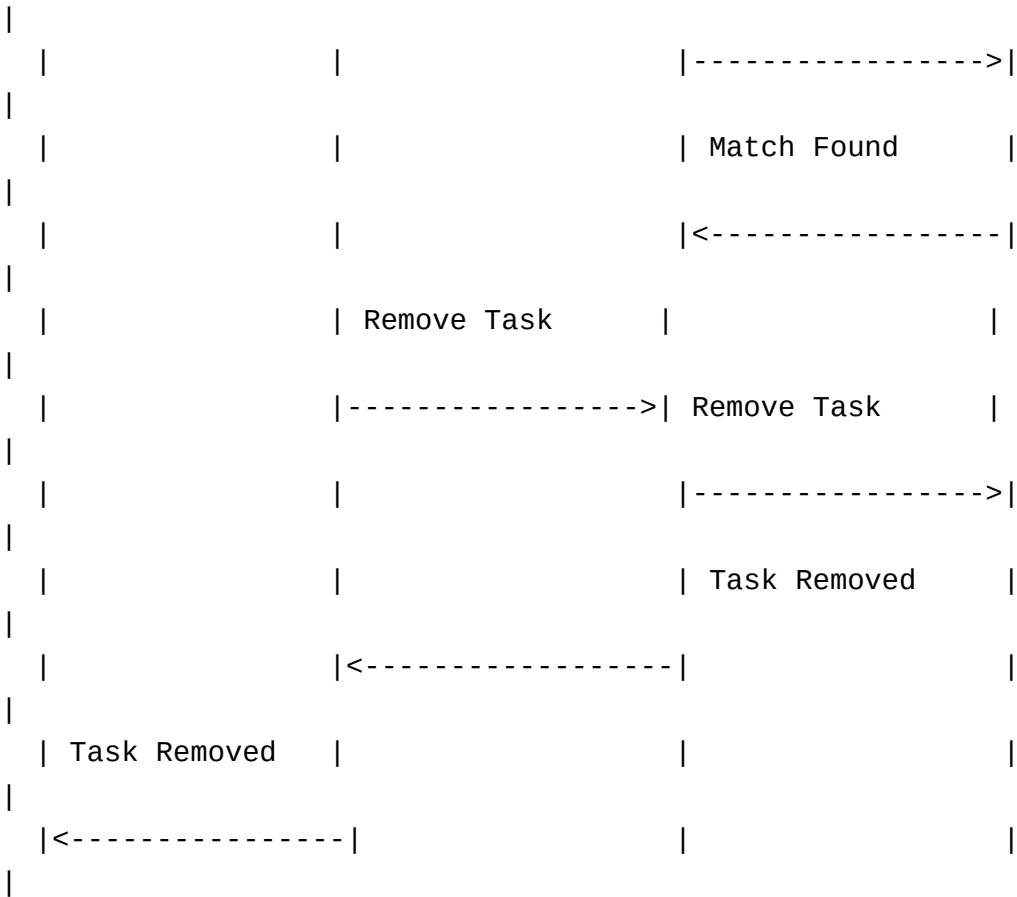 |
  |                |                   |----------------->|
|
  |                |                   | Match Found      |
|
  |                |                   |<-----------------|
|
  |                | Remove Task      |                  |
|
  |                |----------------->| Remove Task      |
|
  |                |                   |----------------->|
|
  |                |                   | Task Removed     |
|
  |                |<------------------|                  |
|
  | Task Removed   |                   |                  |
|
  |<----------------|                  |                  |
|